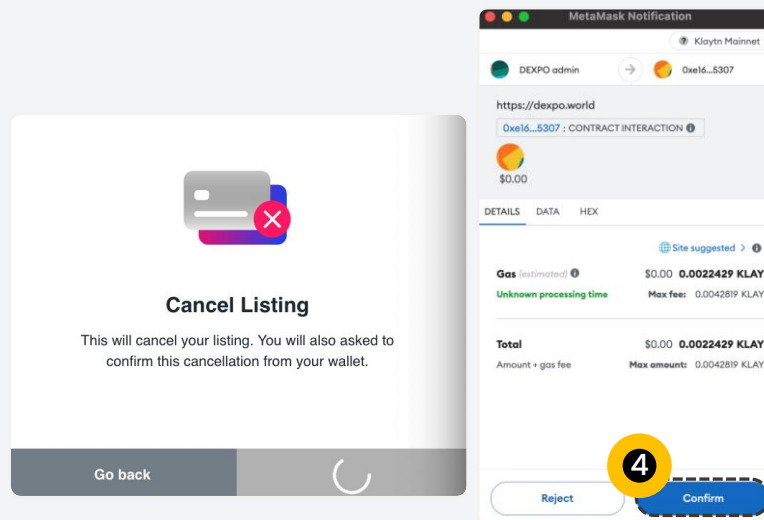 MetaMask Notification
Klaytn Mainnet
DEXPO admin
0xe16...5307
https://dexpo.world
0xe16...5307 : CONTRACT INTERACTION
$0.00
DETAILS DATA HEX
Site suggested >
Gas (estimated) $0.00 0.0022429 KLAY
Unknown processing time Max fee: 0.0042819 KLAY
Total $0.00 0.0022429 KLAY
Amount + gas fee Max amount: 0.0042819 KLAY
4
Reject Confirm
Cancel Listing
This will cancel your listing. You will also asked to
confirm this cancellation from your wallet.
Go back